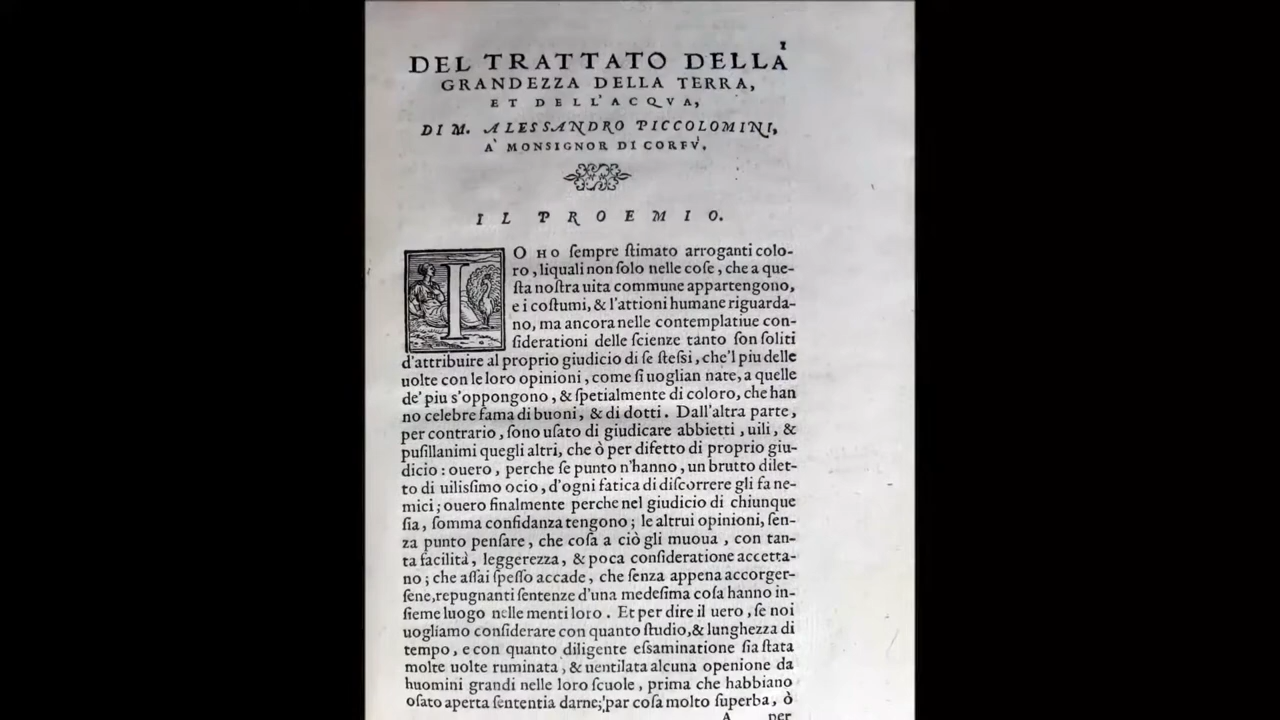 1
DEL TRATTATO DELLA
GRANDEZZA DELLA TERRA,
ET DELL'ACQVA,
DI M. ALESSANDRO PICCOLOMINI,
A' MONSIGNOR DI CORFV'.
IL PROEMIO.
IO HO ſempre ſtimato arroganti colo-
ro, liquali non ſolo nelle coſe, che a que-
ſta noſtra uita commune appartengono,
e i coſtumi, & l'attioni humane riguarda-
no, ma ancora nelle contemplatiue con-
ſiderationi delle ſcienze tanto ſon ſoliti
d'attribuire al proprio giudicio di ſe ſteſsi, che'l piu delle
uolte con le loro opinioni, come ſi uoglian nate, a quelle
de' piu s'oppongono, & ſpetialmente di coloro, che han
no celebre fama di buoni, & di dotti. Dall'altra parte,
per contrario, ſono uſato di giudicare abbietti, uili, &
puſillanimi quegli altri, che ò per difetto di proprio giu-
dicio: ouero, perche ſe punto n'hanno, un brutto dilet-
to di uiliſsimo ocio, d'ogni fatica di diſcorrere gli fa ne-
mici; ouero finalmente perche nel giudicio di chiunque
ſia, ſomma confidanza tengono; le altrui opinioni, ſen-
za punto penſare, che coſa a ciò gli muoua, con tan-
ta facilità, leggerezza, & poca conſideratione accetta-
no; che aſſai ſpeſſo accade, che ſenza appena accorger-
ſene, repugnanti ſentenze d'una medeſima coſa hanno in-
ſieme luogo nelle menti loro. Et per dire il uero, ſe noi
uogliamo conſiderare con quanto ſtudio, & lunghezza di
tempo, e con quanto diligente eſsaminatione ſia ſtata
molte uolte ruminata, & uentilata alcuna openione da
huomini grandi nelle loro ſcuole, prima che habbiano
oſato aperta ſententia darne; par coſa molto ſuperba, ò
A per